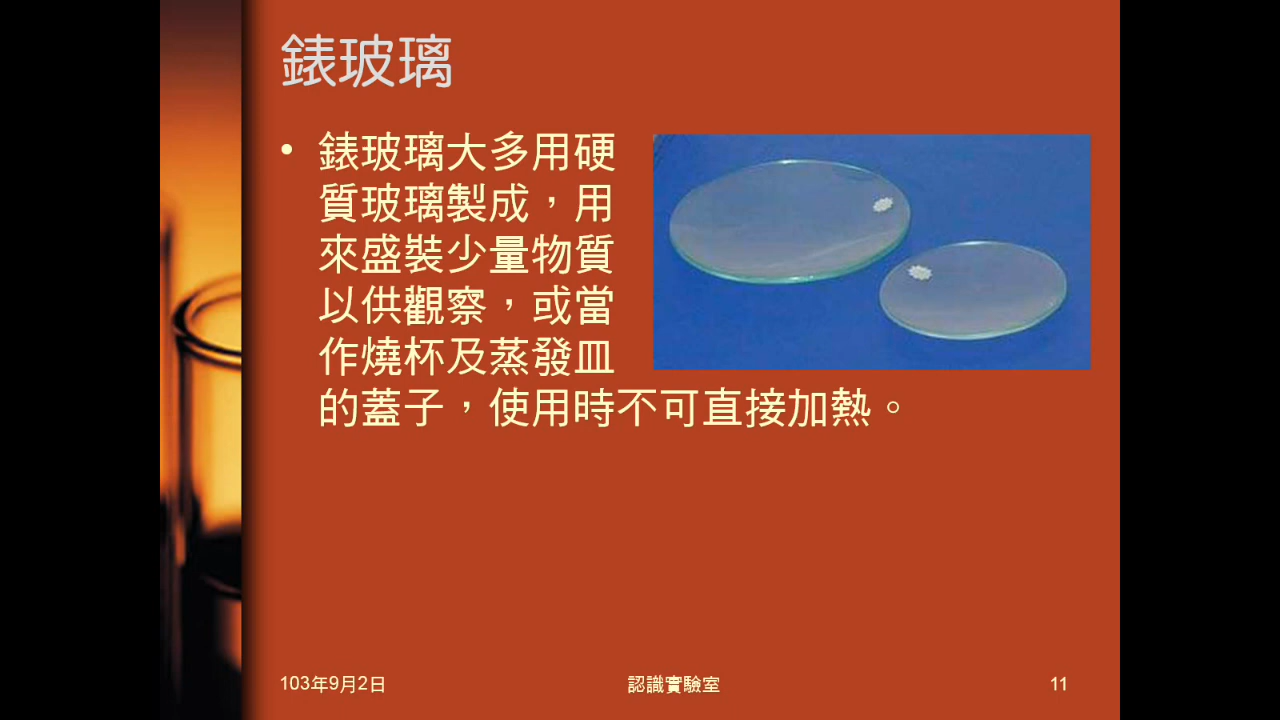 錶玻璃
• 錶玻璃大多用硬
質玻璃製成，用
來盛裝少量物質
以供觀察，或當
作燒杯及蒸發皿
的蓋子，使用時不可直接加熱。
103年9月2日
認識實驗室
11